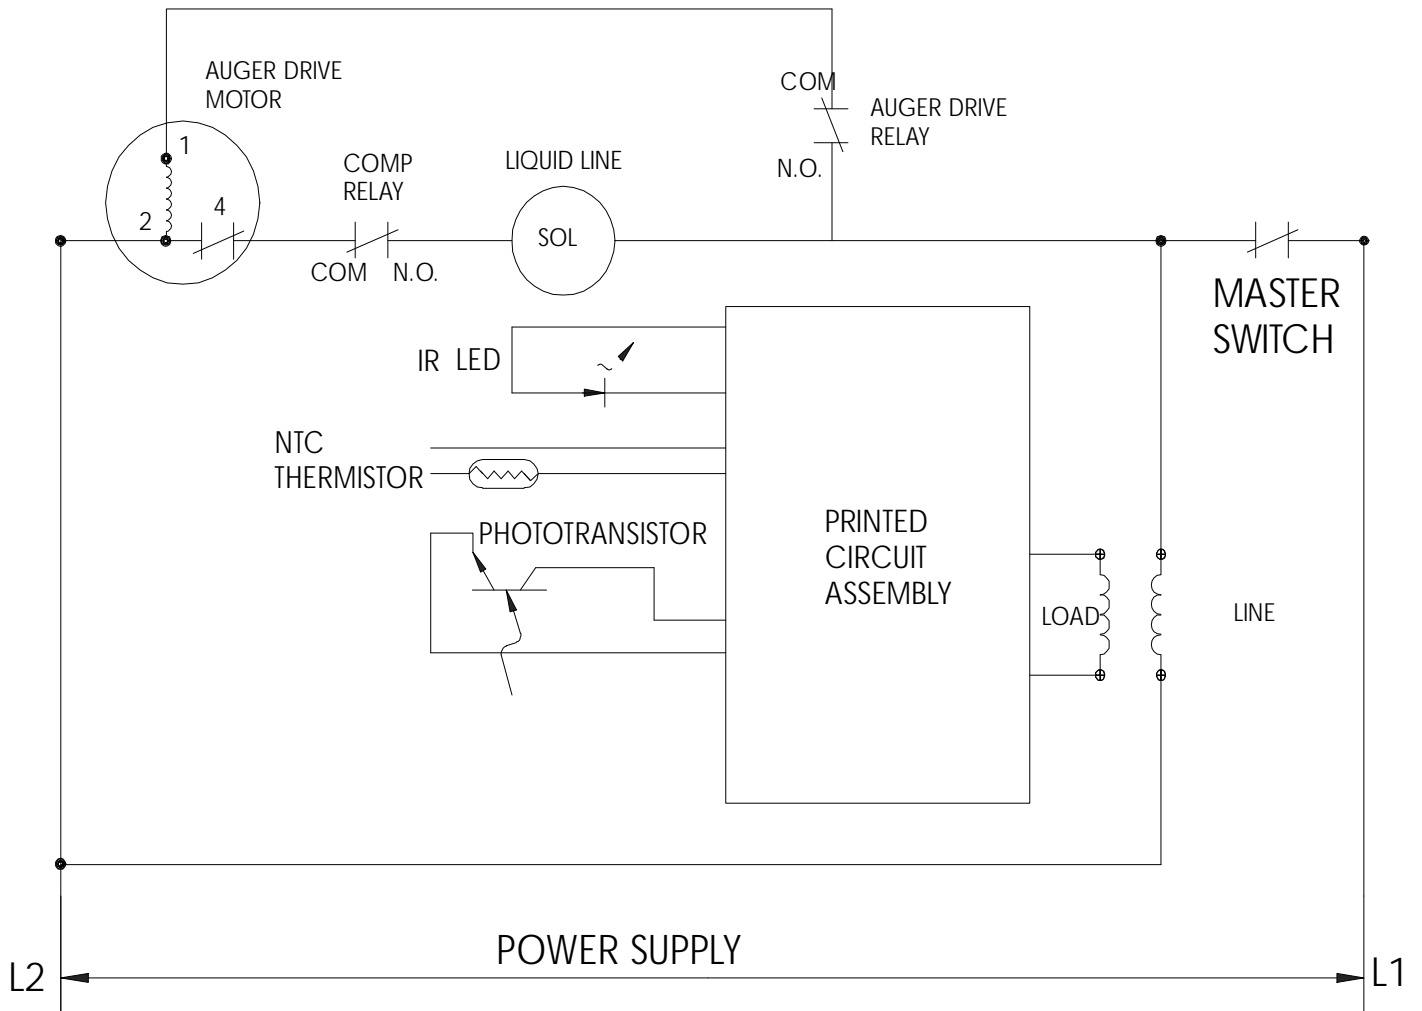 AUGER DRIVE
MOTOR
COM
AUGER DRIVE
RELAY
1
COMP
RELAY
LIQUID LINE
N.O.
2
4
SOL
COM
N.O.
MASTER
SWITCH
IR LED
NTC
THERMISTOR
PHOTOTRANSISTOR
PRINTED
CIRCUIT
ASSEMBLY
LOAD
LINE
POWER SUPPLY
L2
L1